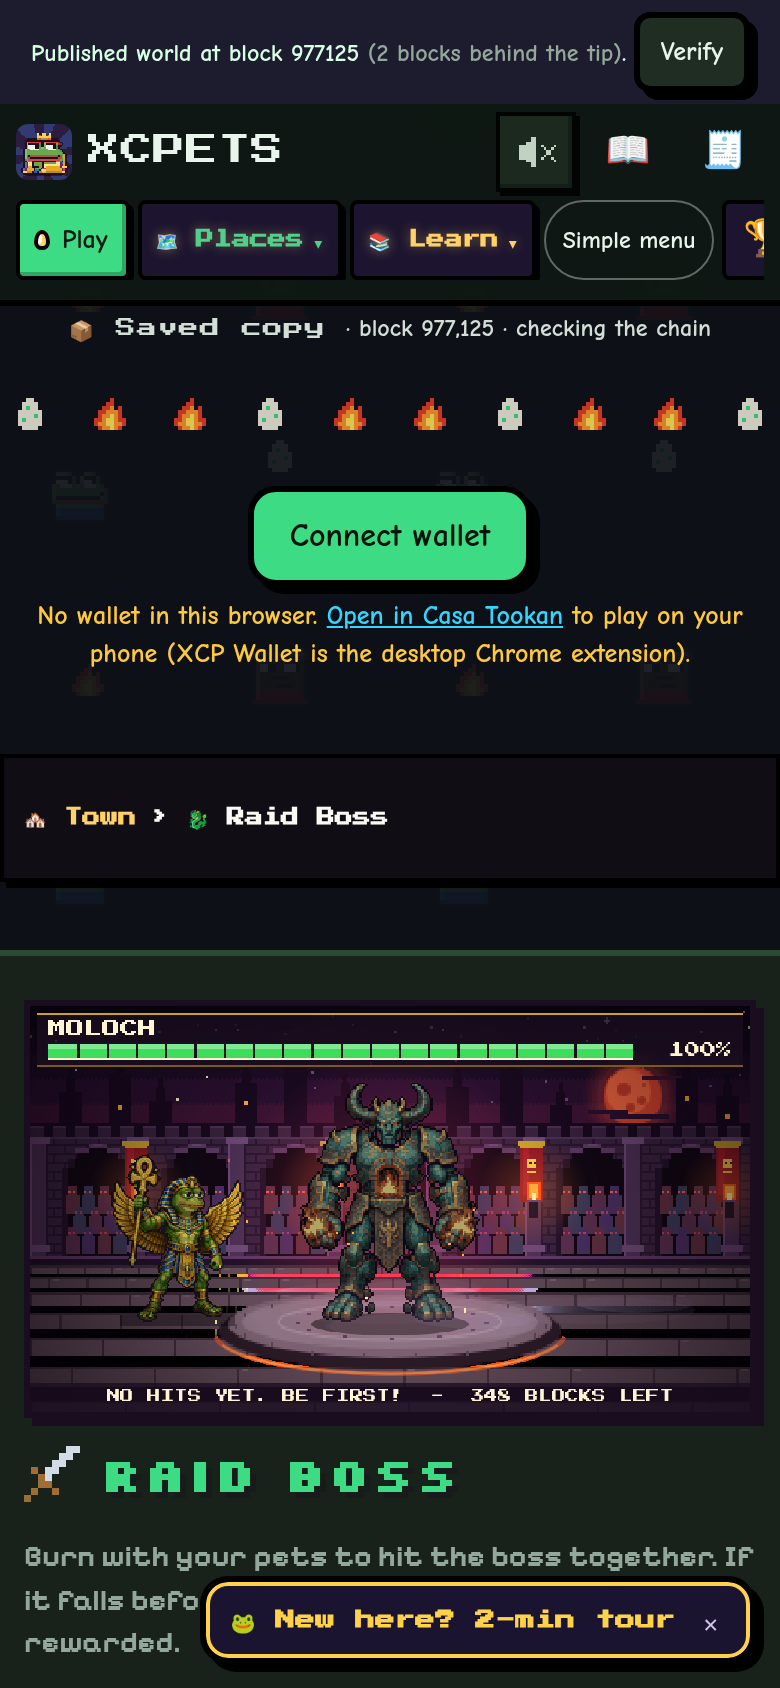 Published world at block 977125 (2 blocks behind the tip). Verify
XCPETS
Play Places ▾ Learn ▾ Simple menu
Saved copy · block 977,125 · checking the chain
Connect wallet
No wallet in this browser. Open in Casa Tookan to play on your
phone (XCP Wallet is the desktop Chrome extension).
Town › Raid Boss
MOLOCH
100%
NO HITS YET. BE FIRST! - 348 BLOCKS LEFT
RAID BOSS
Burn with your pets to hit the boss together. If
it falls
rewarded.
New here? 2-min tour ×